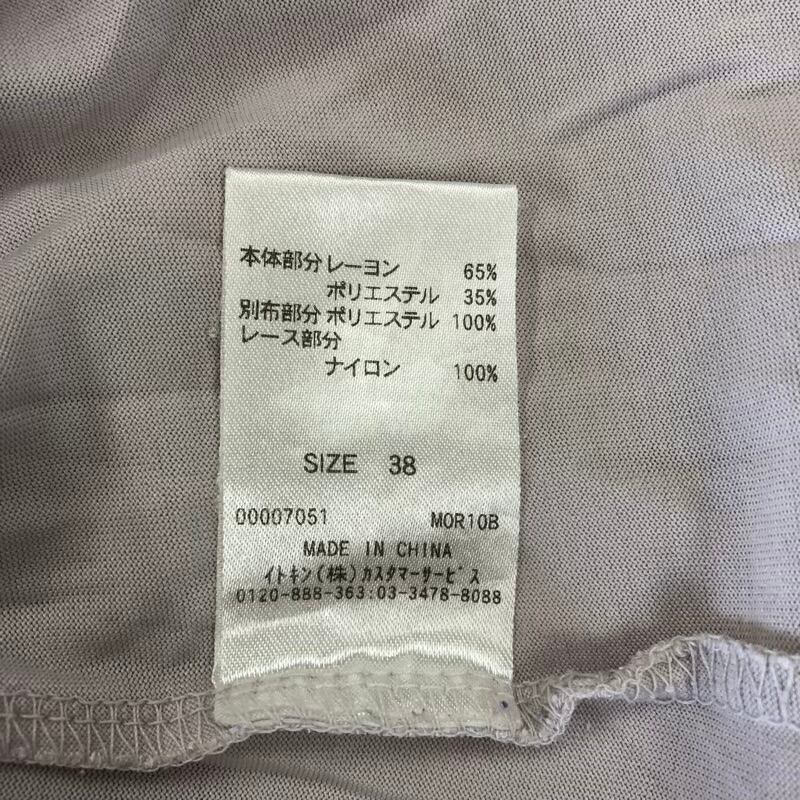 本体部分 レーヨン 65%
ポリエステル 35%
別布部分 ポリエステル 100%
レース部分
ナイロン 100%
SIZE 38
00007051 MOR10B
MADE IN CHINA
ｲﾄｷﾝ(株)ｶｽﾀﾏｰｻｰﾋﾞｽ
0120-888-363:03-3478-8088